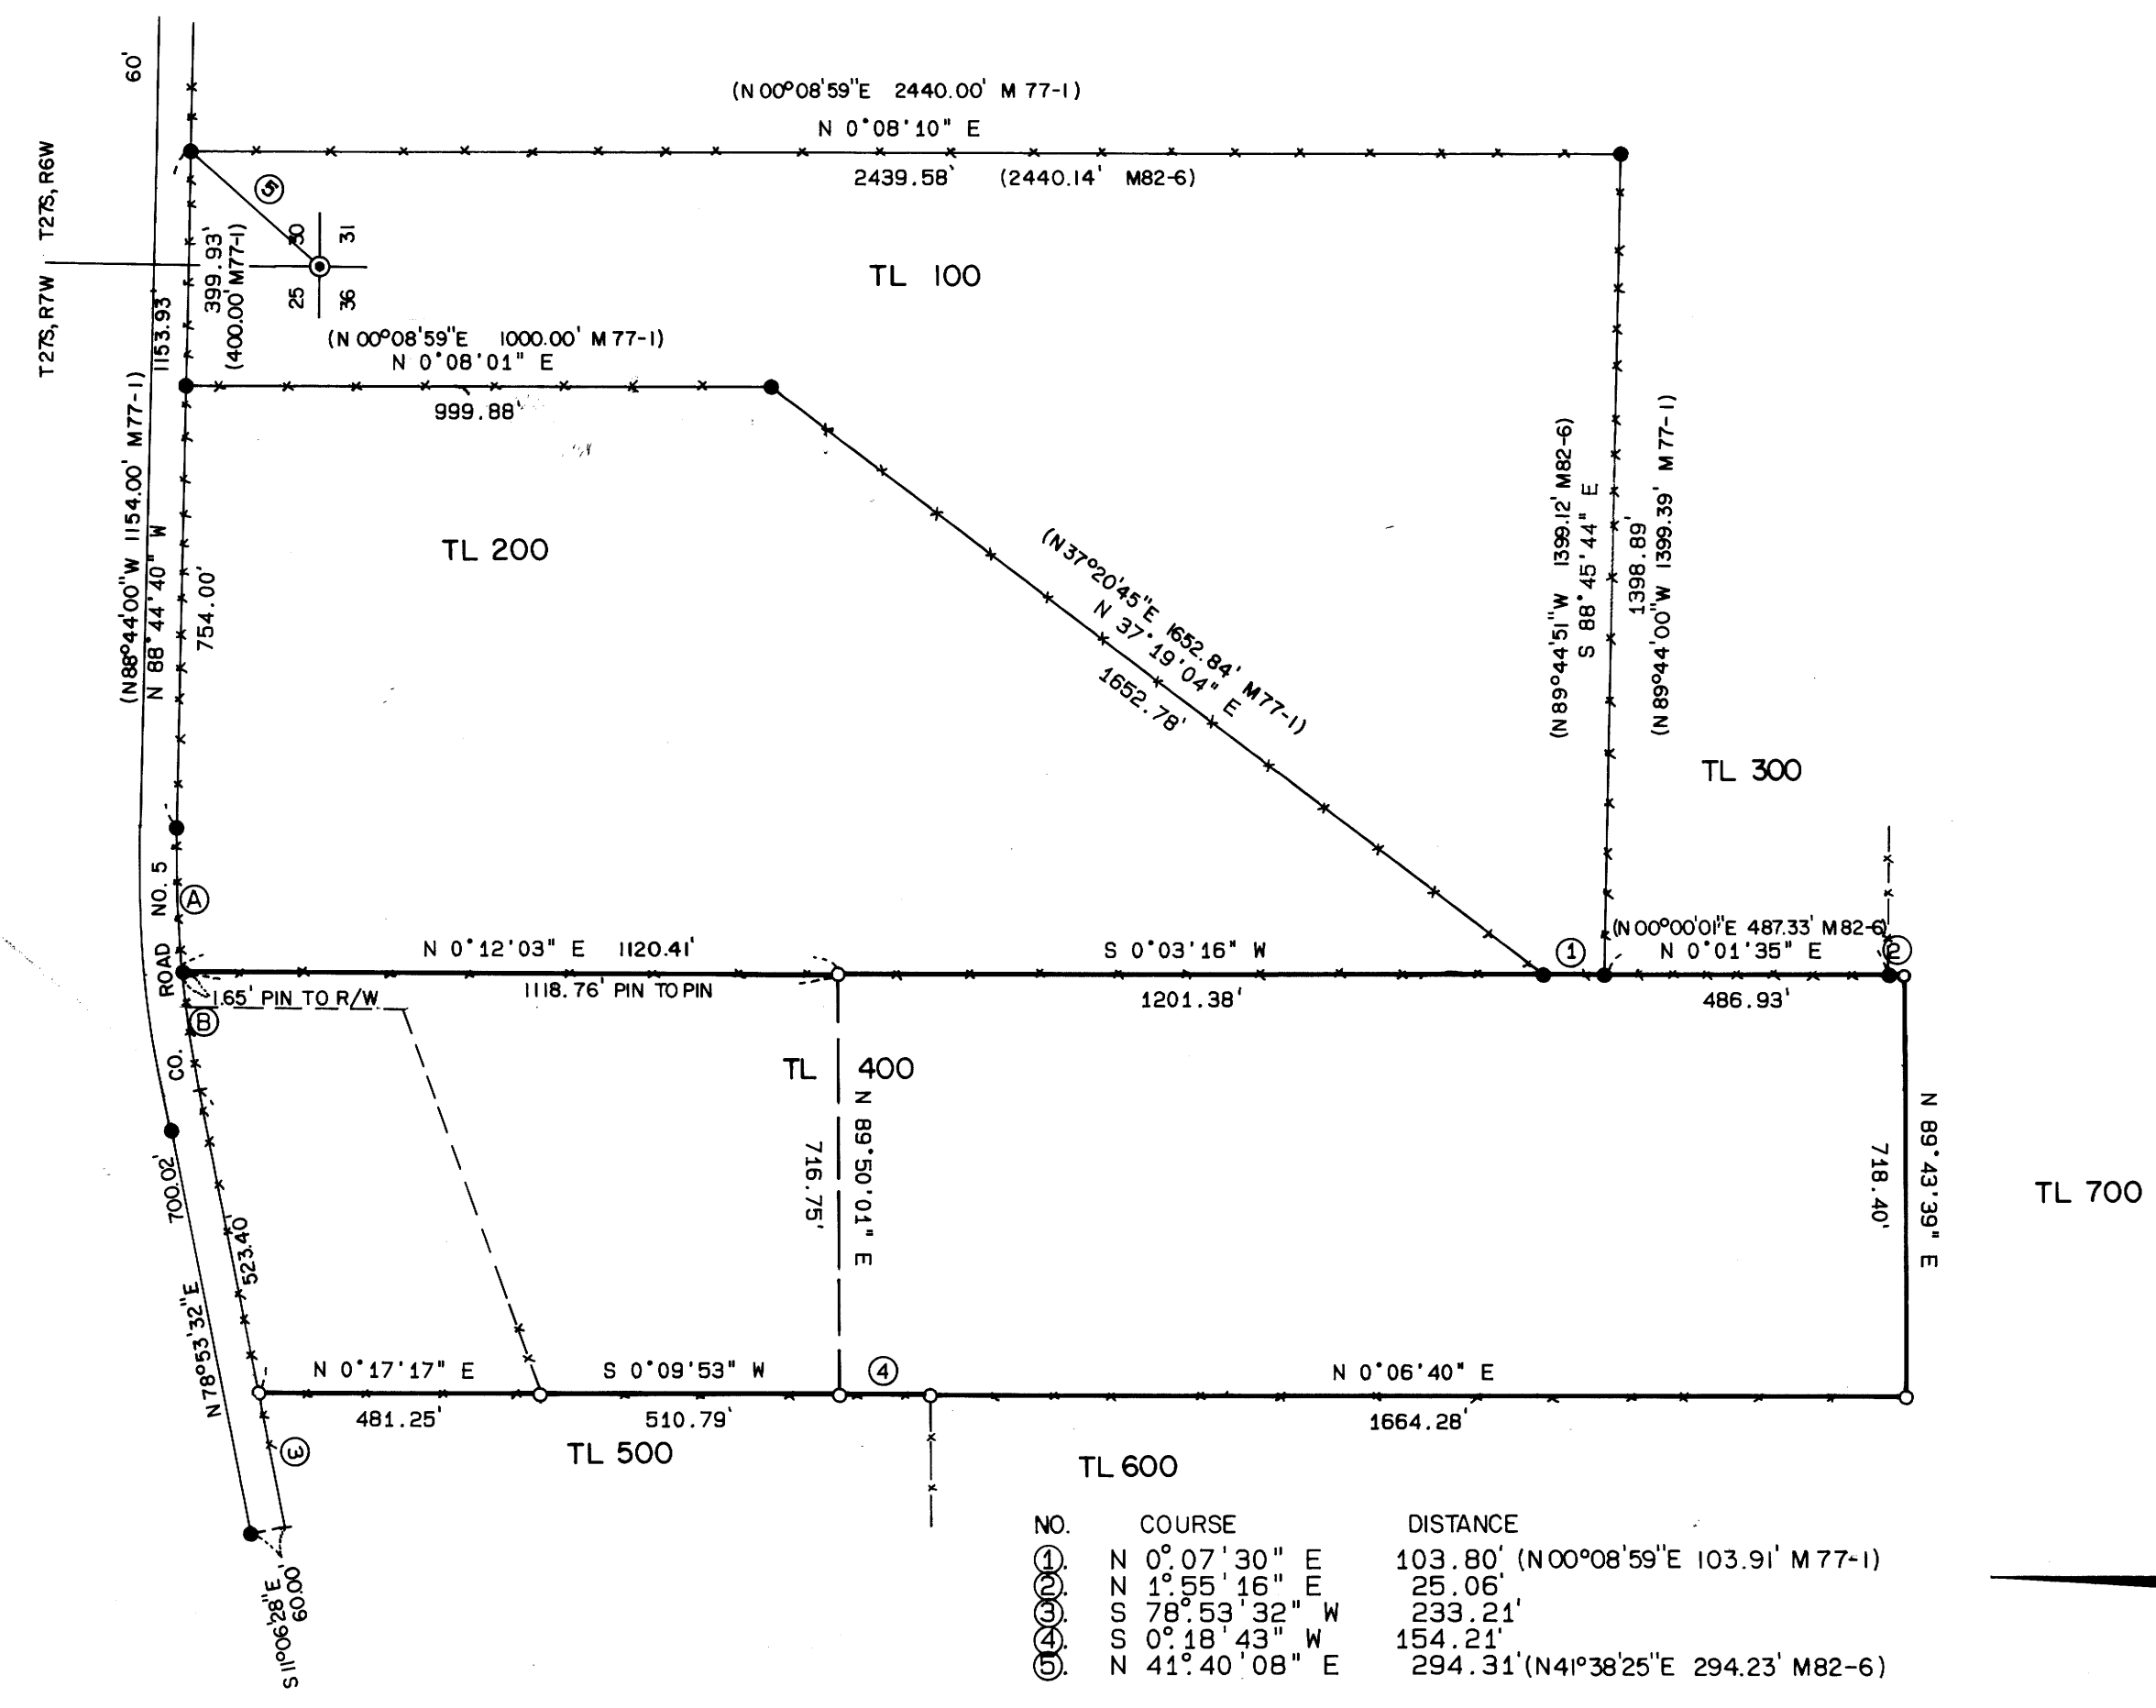 60'
(N 00°08'59"E 2440.00' M 77-1)
N 0°08'10" E
2439.58' (2440.14' M82-6)
T27S, R7W T27S, R6W
5
30
31
25
36
399.93'
(400.00' M77-1)
1153.93'
TL 100
(N 00°08'59"E 1000.00' M 77-1)
N 0°08'01" E
999.88'
(N88°44'00"W 1154.00' M77-1)
N 88°44'40" W
754.00'
TL 200
(N37°20'45"E 1652.84' M77-1)
N 37°19'04" E
1652.78'
(N89°44'51"W 1399.12' M82-6)
S 88°45'44" E
1398.89'
(N89°44'00"W 1399.39' M77-1)
TL 300
CO. ROAD NO. 5
A
N 0°12'03" E 1120.41'
1118.76' PIN TO PIN
1.65' PIN TO R/W
B
S 0°03'16" W
1201.38'
1
(N00°00'01"E 487.33' M82-6)
N 0°01'35" E
486.93'
2
TL 400
N 89°50'01" E
716.75'
N 89°43'39" E
718.40'
TL 700
700.02'
N78°53'32"E
523.40'
N 0°17'17" E
481.25'
S 0°09'53" W
510.79'
4
N 0°06'40" E
1664.28'
3
TL 500
TL 600
S11°06'28"E
60.00'
NO. COURSE DISTANCE
1. N 0°07'30" E 103.80' (N00°08'59"E 103.91' M77-1)
2. N 1°55'16" E 25.06'
3. S 78°53'32" W 233.21'
4. S 0°18'43" W 154.21'
5. N 41°40'08" E 294.31' (N41°38'25"E 294.23' M82-6)